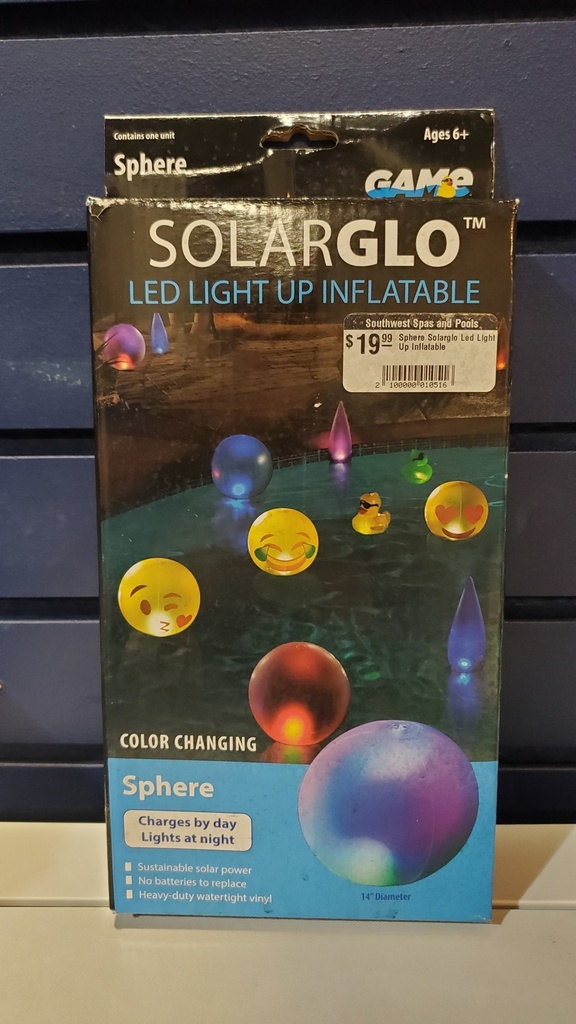 Contains one unit
Ages 6+
Sphere
GAME
SOLARGLO™
LED LIGHT UP INFLATABLE
Southwest Spas and Pools
$19.99 Sphere Solarglo Led Light
Up Inflatable
2 100000 010516
COLOR CHANGING
Sphere
Charges by day
Lights at night
Sustainable solar power
No batteries to replace
Heavy-duty watertight vinyl
14" Diameter